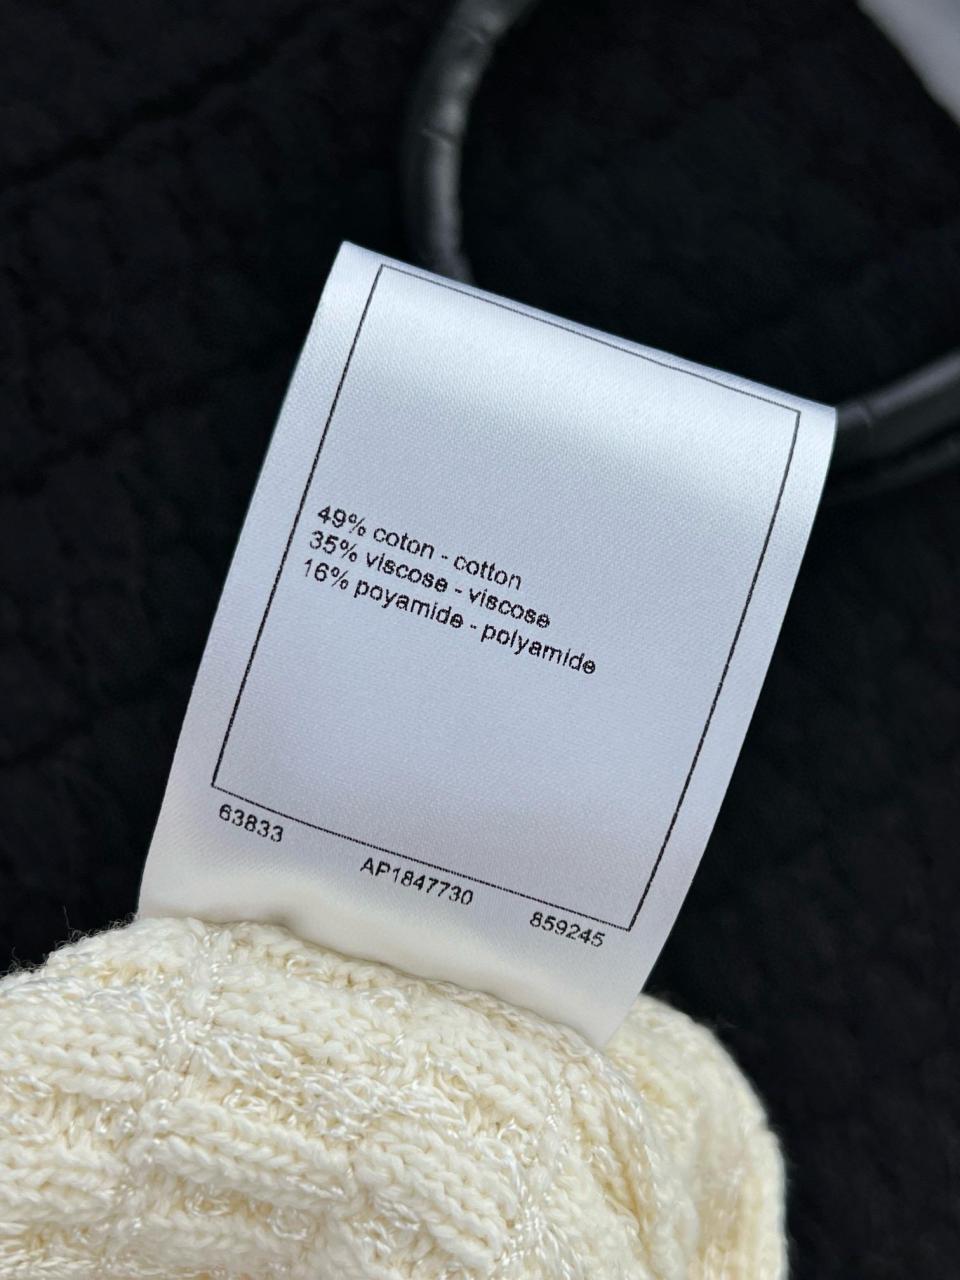 49% coton - cotton
35% viscose - viscose
16% poyamide - polyamide
63833
AP1847730
859245